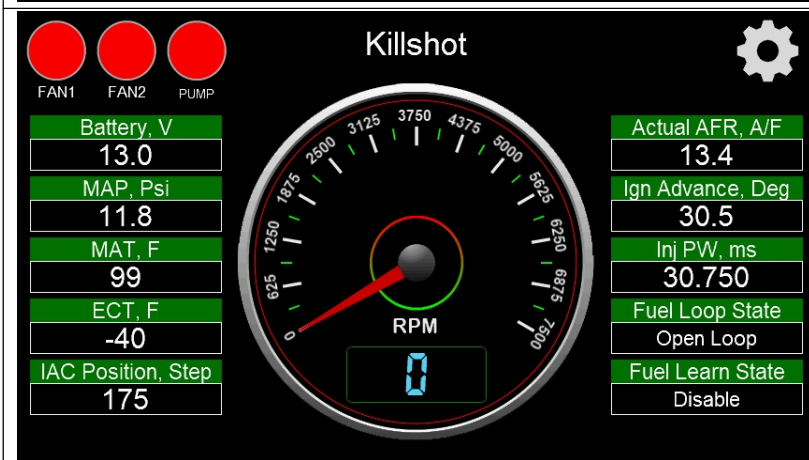 Killshot
FAN1 FAN2 PUMP
Battery, V
13.0
MAP, Psi
11.8
MAT, F
99
ECT, F
-40
IAC Position, Step
175
0
625
1250
1875
2500
3125
3750
4375
5000
5625
6250
6875
7500
RPM
0
Actual AFR, A/F
13.4
Ign Advance, Deg
30.5
Inj PW, ms
30.750
Fuel Loop State
Open Loop
Fuel Learn State
Disable